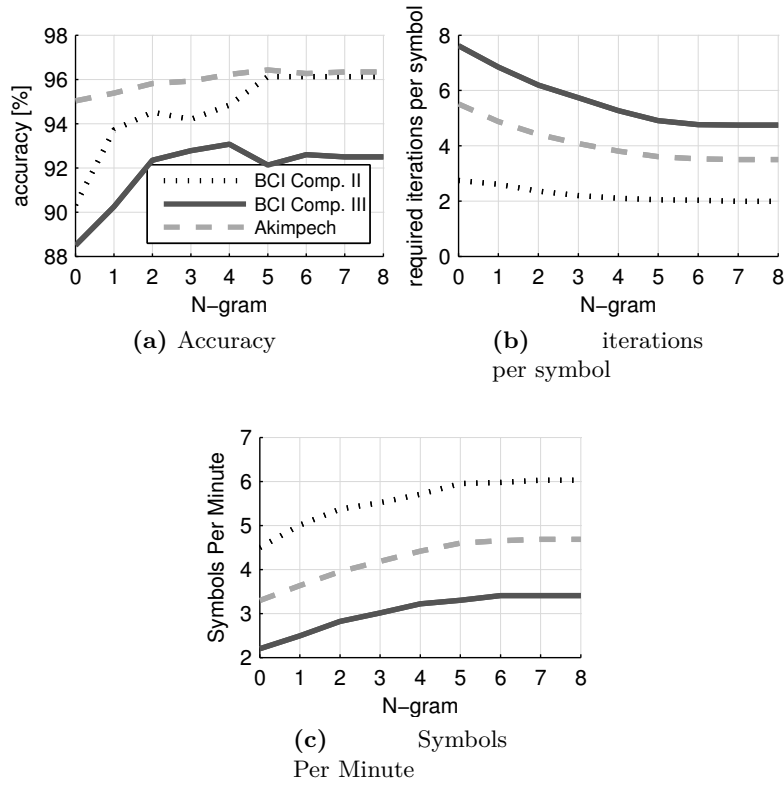 98
96
94
92
90
88
accuracy [%]
BCI Comp. II
BCI Comp. III
Akimpech
0 1 2 3 4 5 6 7 8
N-gram
(a) Accuracy
8
6
4
2
0
required iterations per symbol
0 1 2 3 4 5 6 7 8
N-gram
(b) iterations
per symbol
7
6
5
4
3
2
Symbols Per Minute
0 1 2 3 4 5 6 7 8
N-gram
(c) Symbols
Per Minute